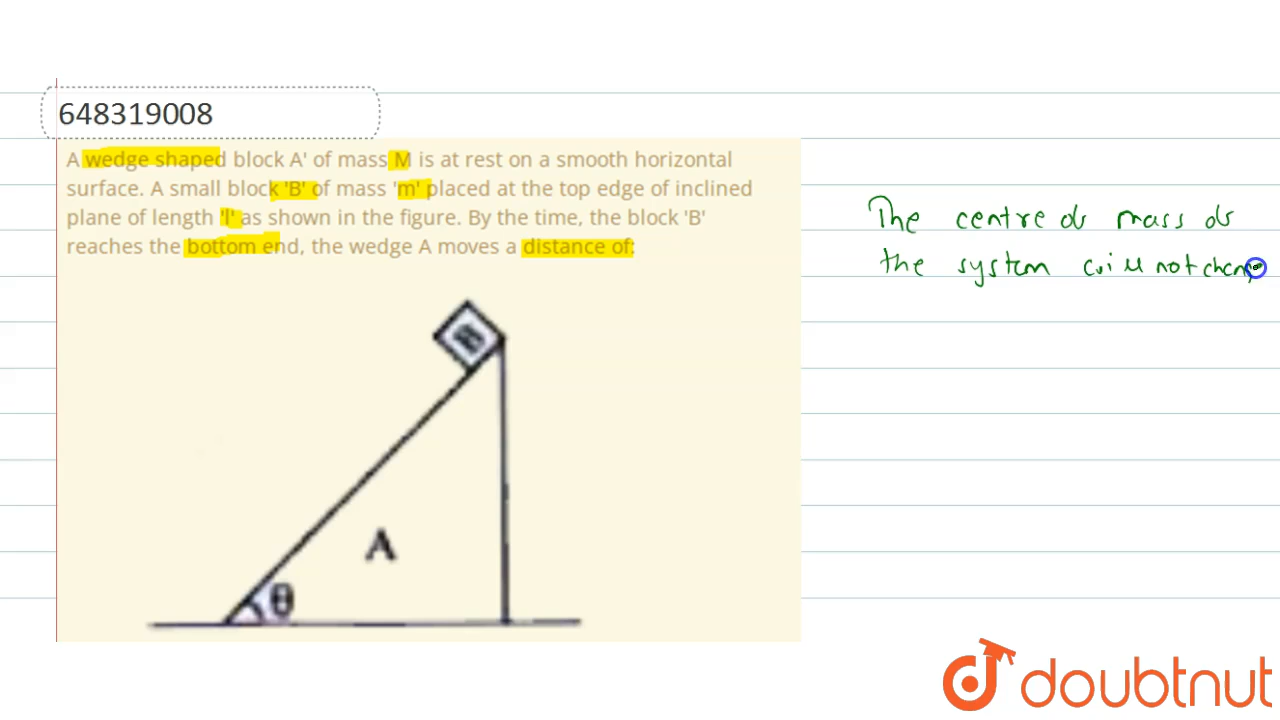 648319008
A wedge shaped block A' of mass M is at rest on a smooth horizontal
surface. A small block 'B' of mass 'm' placed at the top edge of inclined
plane of length 'l' as shown in the figure. By the time, the block 'B'
reaches the bottom end, the wedge A moves a distance of:
The centre of mass of
the system will not chang
B
A
θ
doubtnut